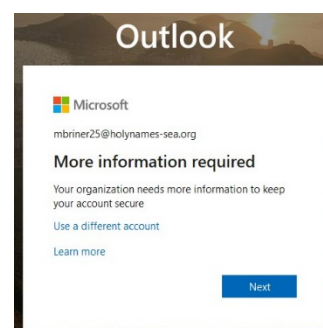 Outlook
Microsoft
mbriner25@holynames-sea.org
More information required
Your organization needs more information to keep
your account secure
Use a different account
Learn more
Next